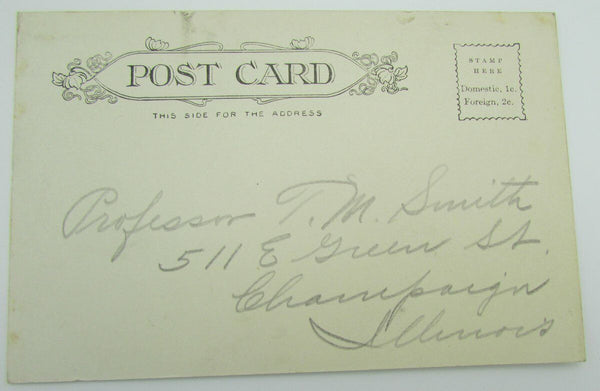 POST CARD
THIS SIDE FOR THE ADDRESS
STAMP
HERE
Domestic, 1c.
Foreign, 2c.
Professor T. M. Smith
511 E Green St.
Champaign
Illinois